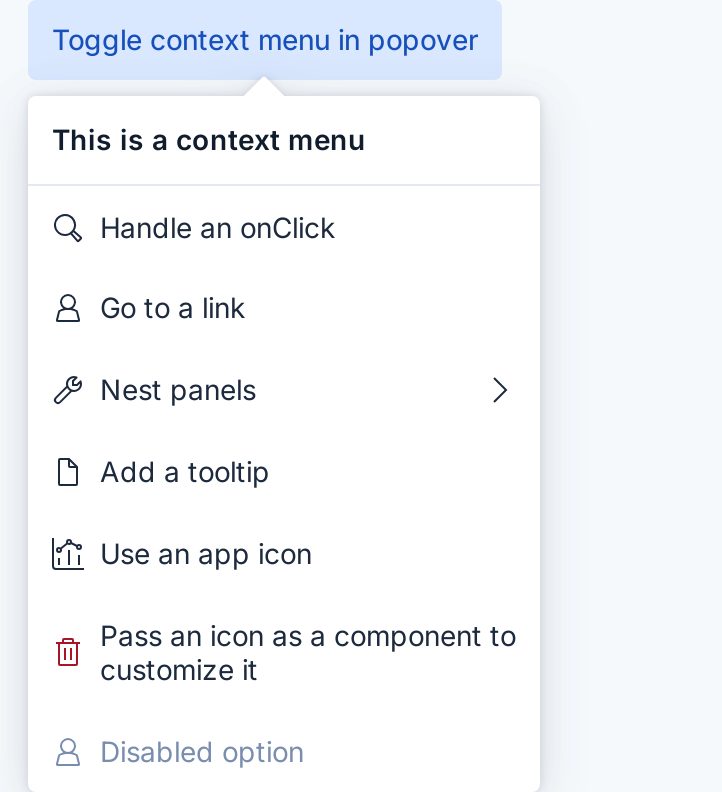 Toggle context menu in popover
This is a context menu
Handle an onClick
Go to a link
Nest panels
Add a tooltip
Use an app icon
Pass an icon as a component to
customize it
Disabled option